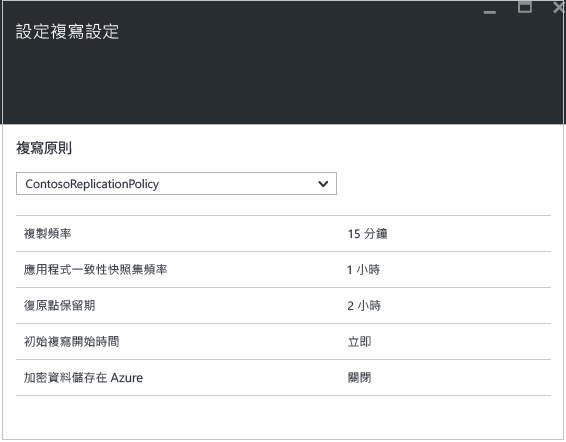 設定複寫設定
複寫原則
ContosoReplicationPolicy
複製頻率 15 分鐘
應用程式一致性快照集頻率 1 小時
復原點保留期 2 小時
初始複寫開始時間 立即
加密資料儲存在 Azure 關閉